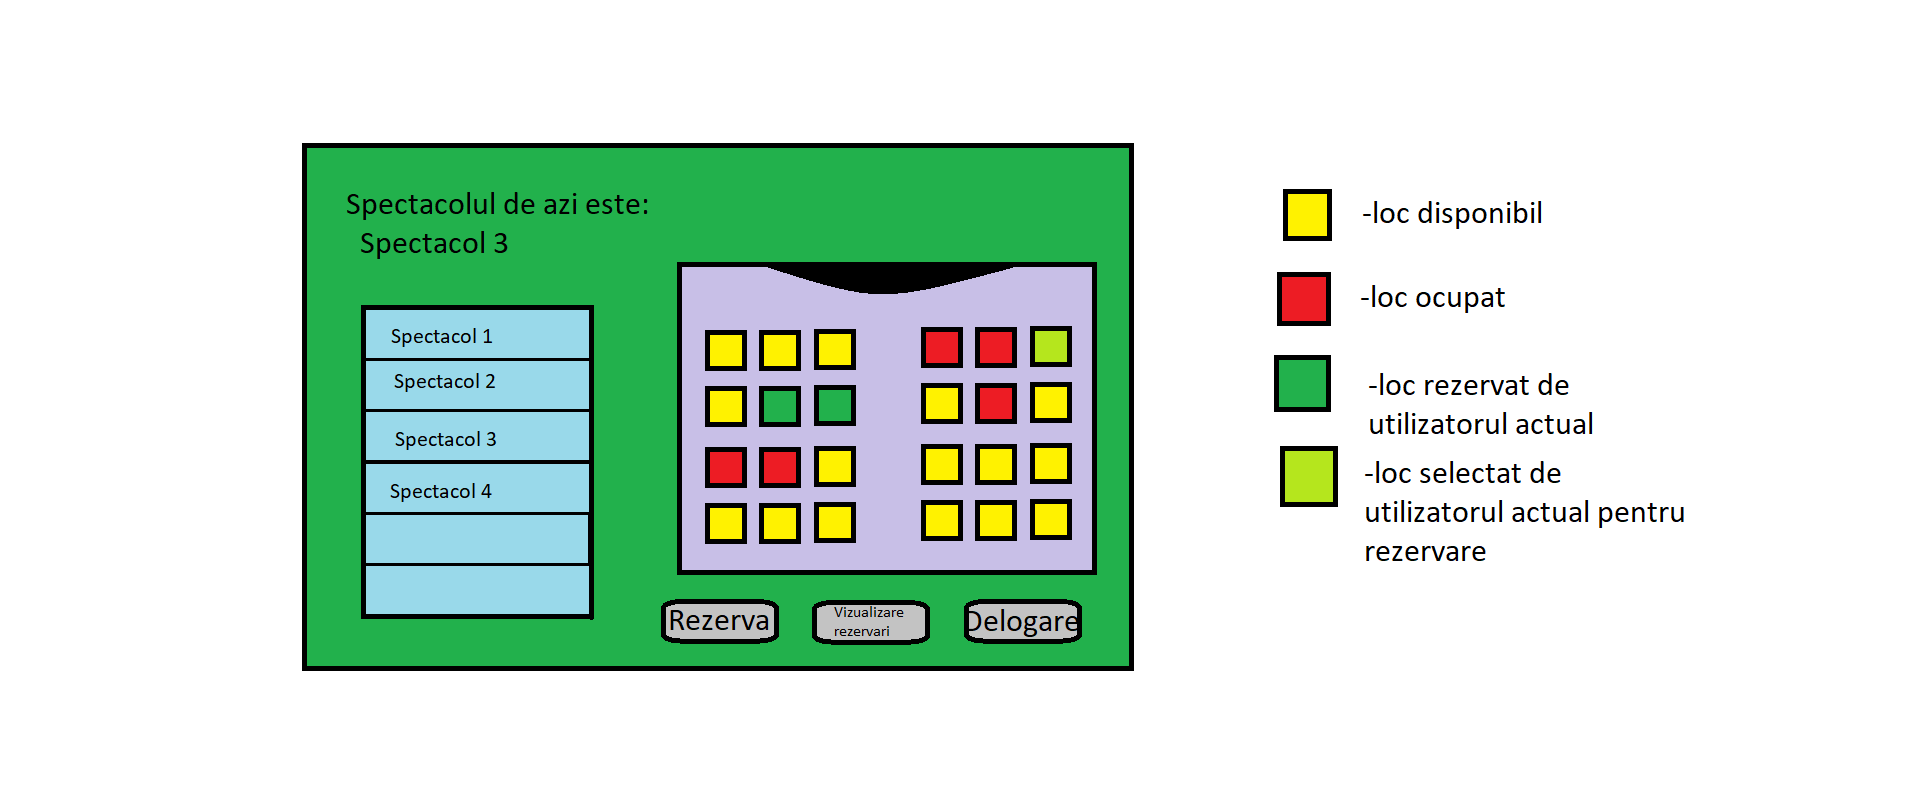 Spectacolul de azi este:
Spectacol 3
Spectacol 1
Spectacol 2
Spectacol 3
Spectacol 4
Rezerva
Vizualizare
rezervari
Delogare
-loc disponibil
-loc ocupat
-loc rezervat de
utilizatorul actual
-loc selectat de
utilizatorul actual pentru
rezervare